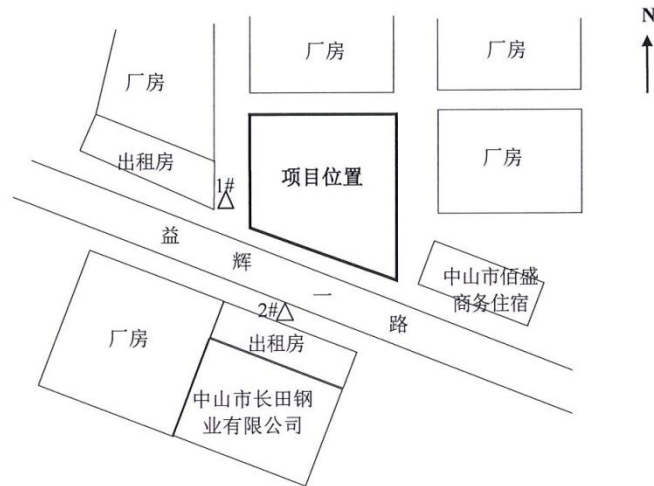 N
厂房
厂房
厂房
出租房
1#
项目位置
厂房
益辉一路
中山市佰盛
商务住宿
2#
厂房
出租房
中山市长田钢
业有限公司